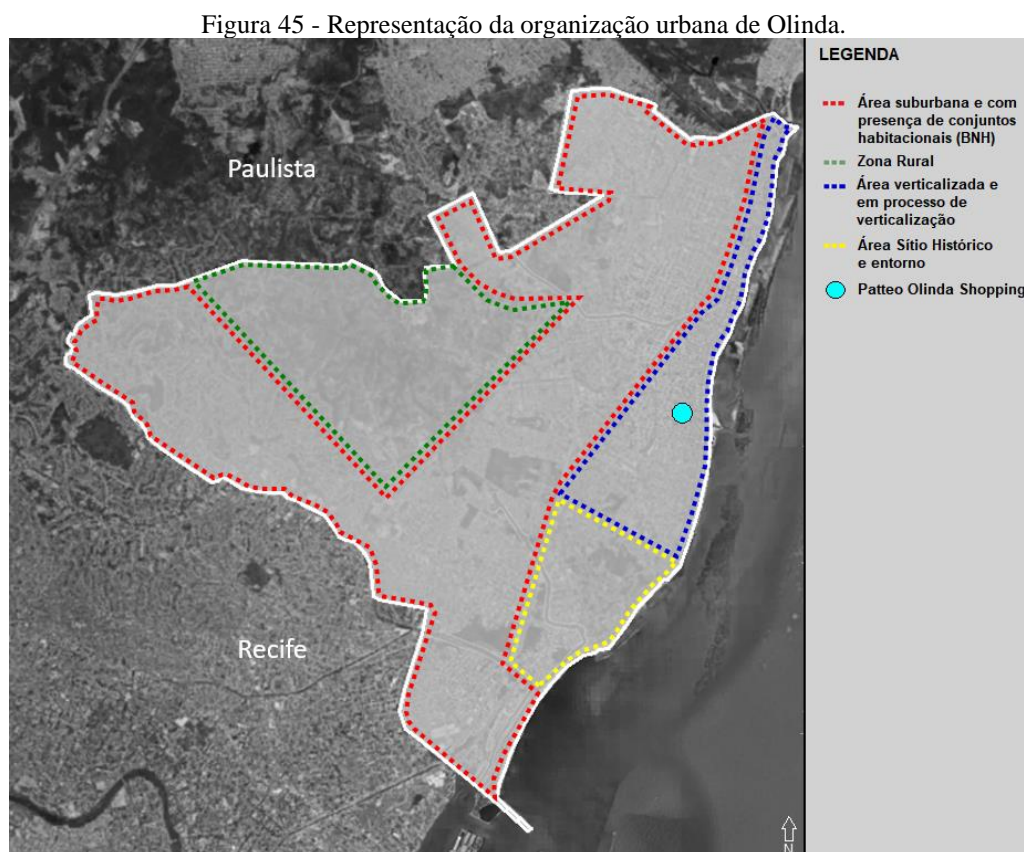 Figura 45 - Representação da organização urbana de Olinda.
LEGENDA
Área suburbana e com
presença de conjuntos
habitacionais (BNH)
Zona Rural
Área verticalizada e
em processo de
verticalização
Área Sítio Histórico
e entorno
Patteo Olinda Shopping
Paulista
Recife
N